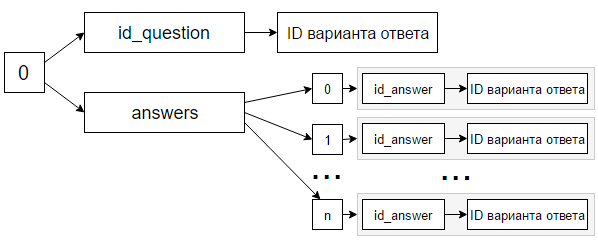 0
id_question
ID варианта ответа
answers
0
id_answer
ID варианта ответа
1
id_answer
ID варианта ответа
...
...
n
id_answer
ID варианта ответа